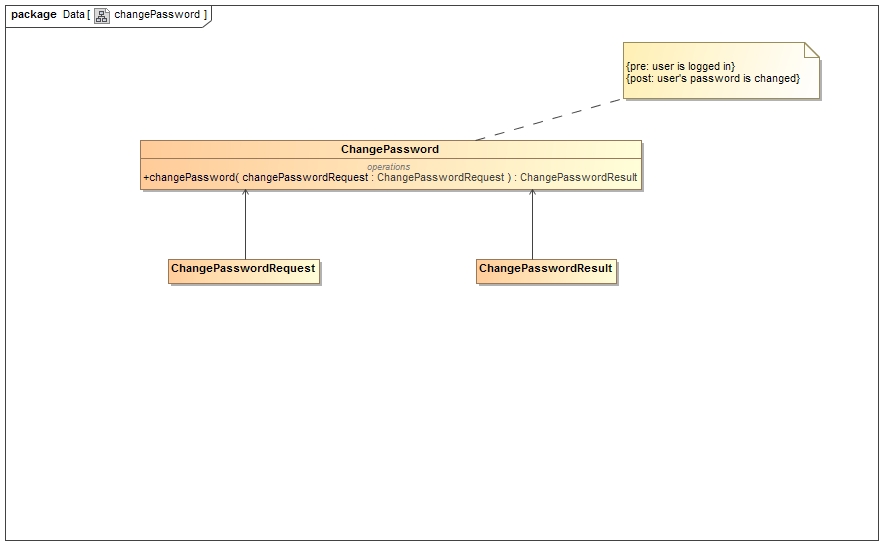 package Data [ changePassword ]
{pre: user is logged in}
{post: user's password is changed}
ChangePassword
operations
+changePassword( changePasswordRequest : ChangePasswordRequest ) : ChangePasswordResult
ChangePasswordRequest
ChangePasswordResult